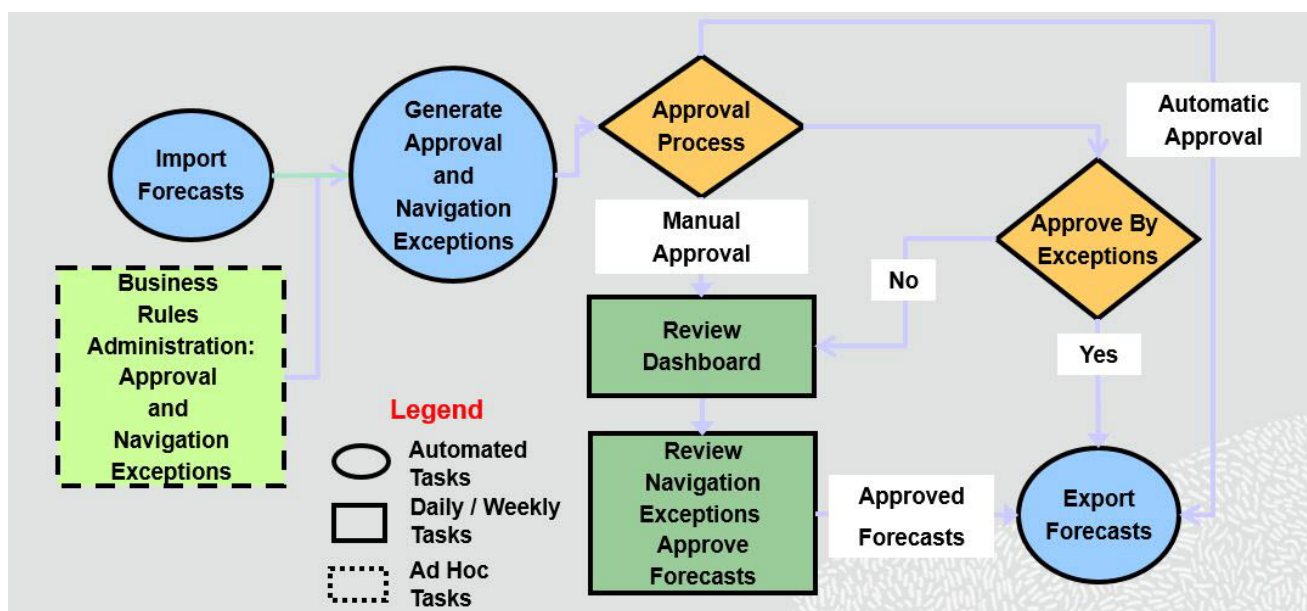 Import
Forecasts
Business
Rules
Administration:
Approval
and
Navigation
Exceptions
Generate
Approval
and
Navigation
Exceptions
Approval
Process
Automatic
Approval
Manual
Approval
Approve By
Exceptions
No
Yes
Review
Dashboard
Review
Navigation
Exceptions
Approve
Forecasts
Approved
Forecasts
Export
Forecasts
Legend
Automated
Tasks
Daily / Weekly
Tasks
Ad Hoc
Tasks